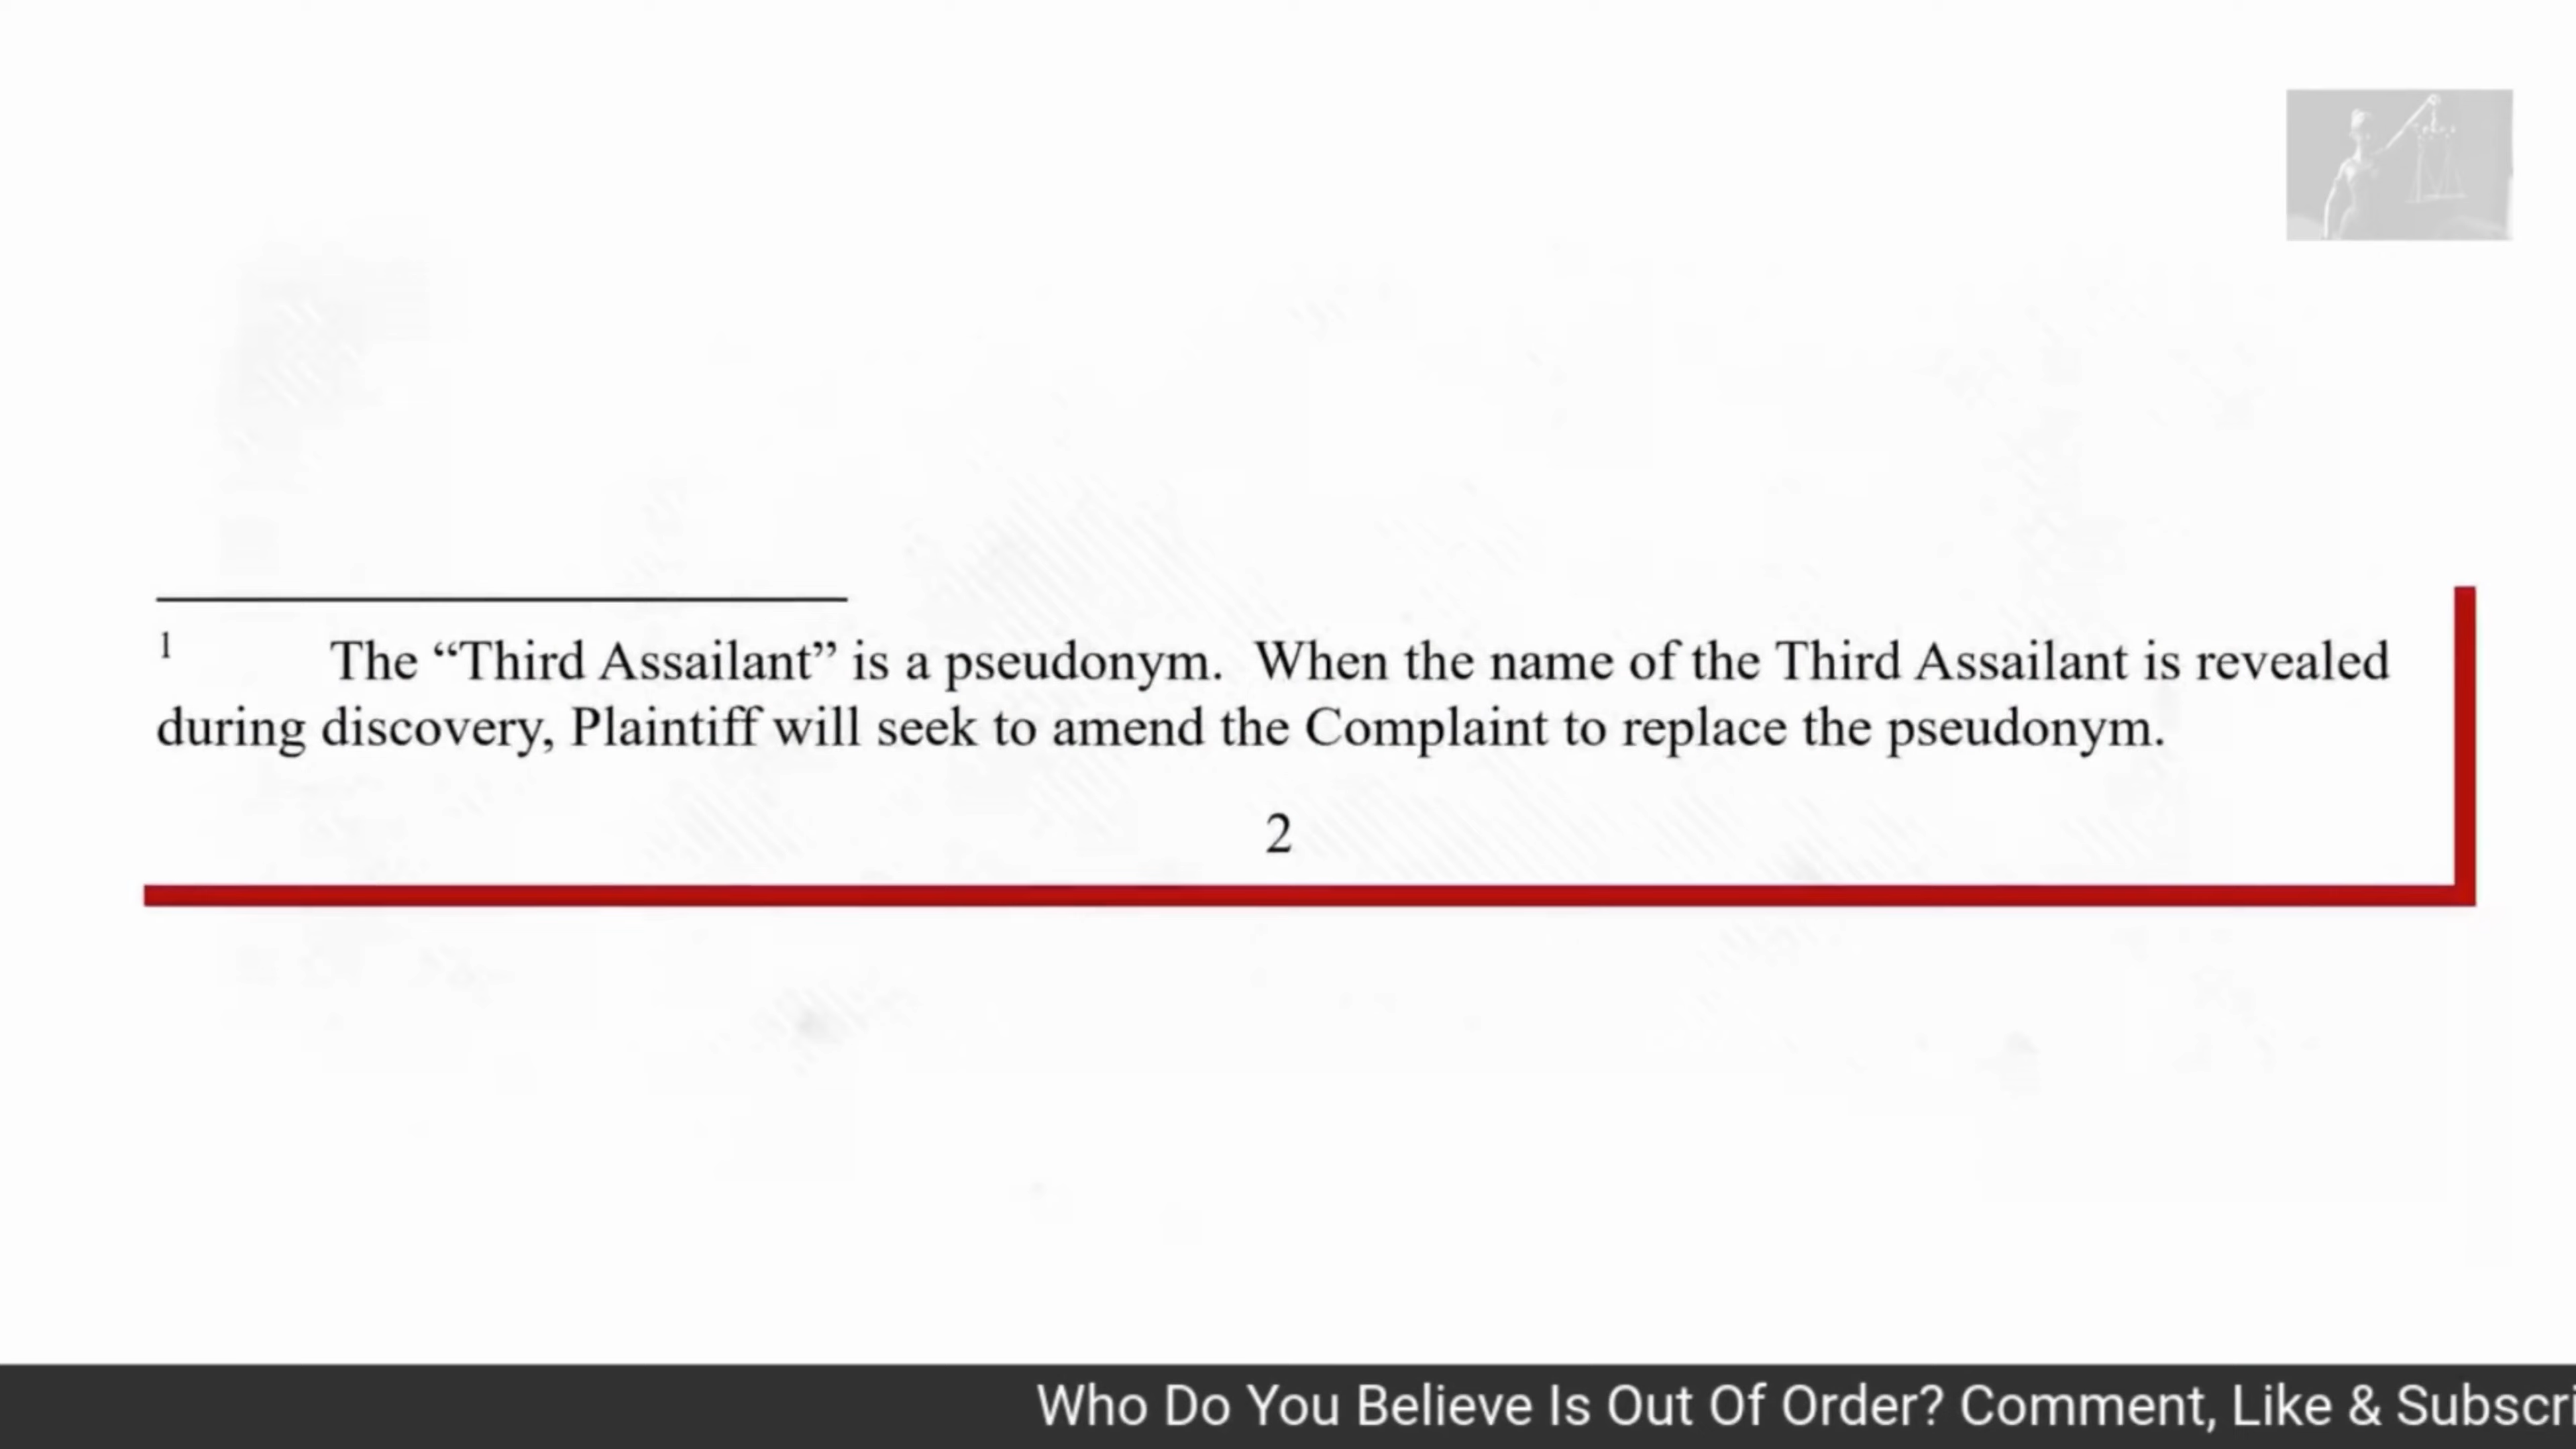 1 The “Third Assailant” is a pseudonym. When the name of the Third Assailant is revealed
during discovery, Plaintiff will seek to amend the Complaint to replace the pseudonym.
2
Who Do You Believe Is Out Of Order? Comment, Like & Subscri